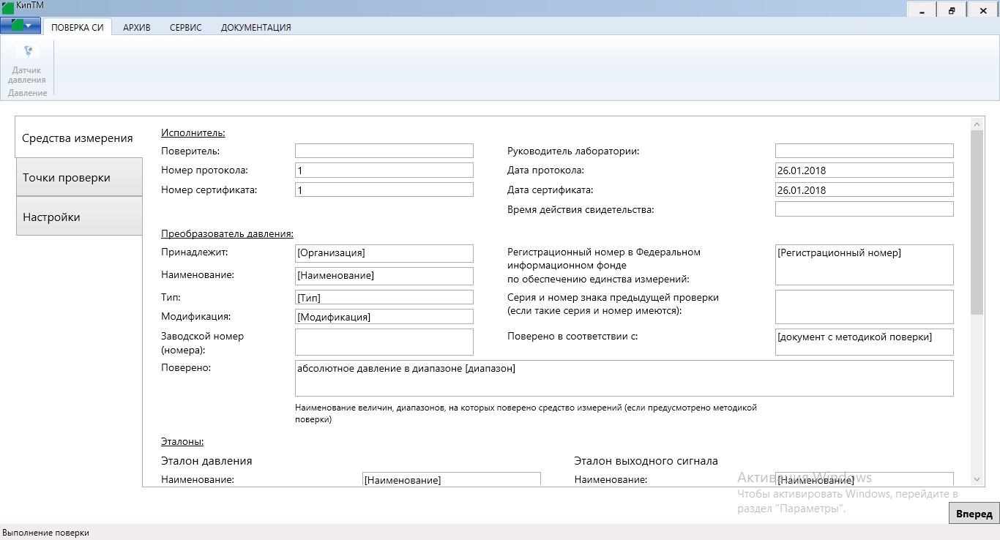 КипТМ
ПОВЕРКА СИ АРХИВ СЕРВИС ДОКУМЕНТАЦИЯ
Датчик
давления
Давление
Средства измерения
Точки проверки
Настройки
Исполнитель:
Поверитель: Руководитель лаборатории:
Номер протокола: 1 Дата протокола: 26.01.2018
Номер сертификата: 1 Дата сертификата: 26.01.2018
Время действия свидетельства:
Преобразователь давления:
Принадлежит: [Организация] Регистрационный номер в Федеральном [Регистрационный номер]
информационном фонде
Наименование: [Наименование] по обеспечению единства измерений:
Тип: [Тип] Серия и номер знака предыдущей проверки
Модификация: [Модификация] (если такие серия и номер имеются):
Заводской номер Поверено в соответствии с: [документ с методикой поверки]
(номера):
Поверено: абсолютное давление в диапазоне [диапазон]
Наименование величин, диапазонов, на которых поверено средство измерений (если предусмотрено методикой
поверки)
Эталоны:
Эталон давления Эталон выходного сигнала
Наименование: [Наименование] Наименование: [Наименование]
Активация Windows
Чтобы активировать Windows, перейдите в
раздел "Параметры".
Вперед
Выполнение поверки